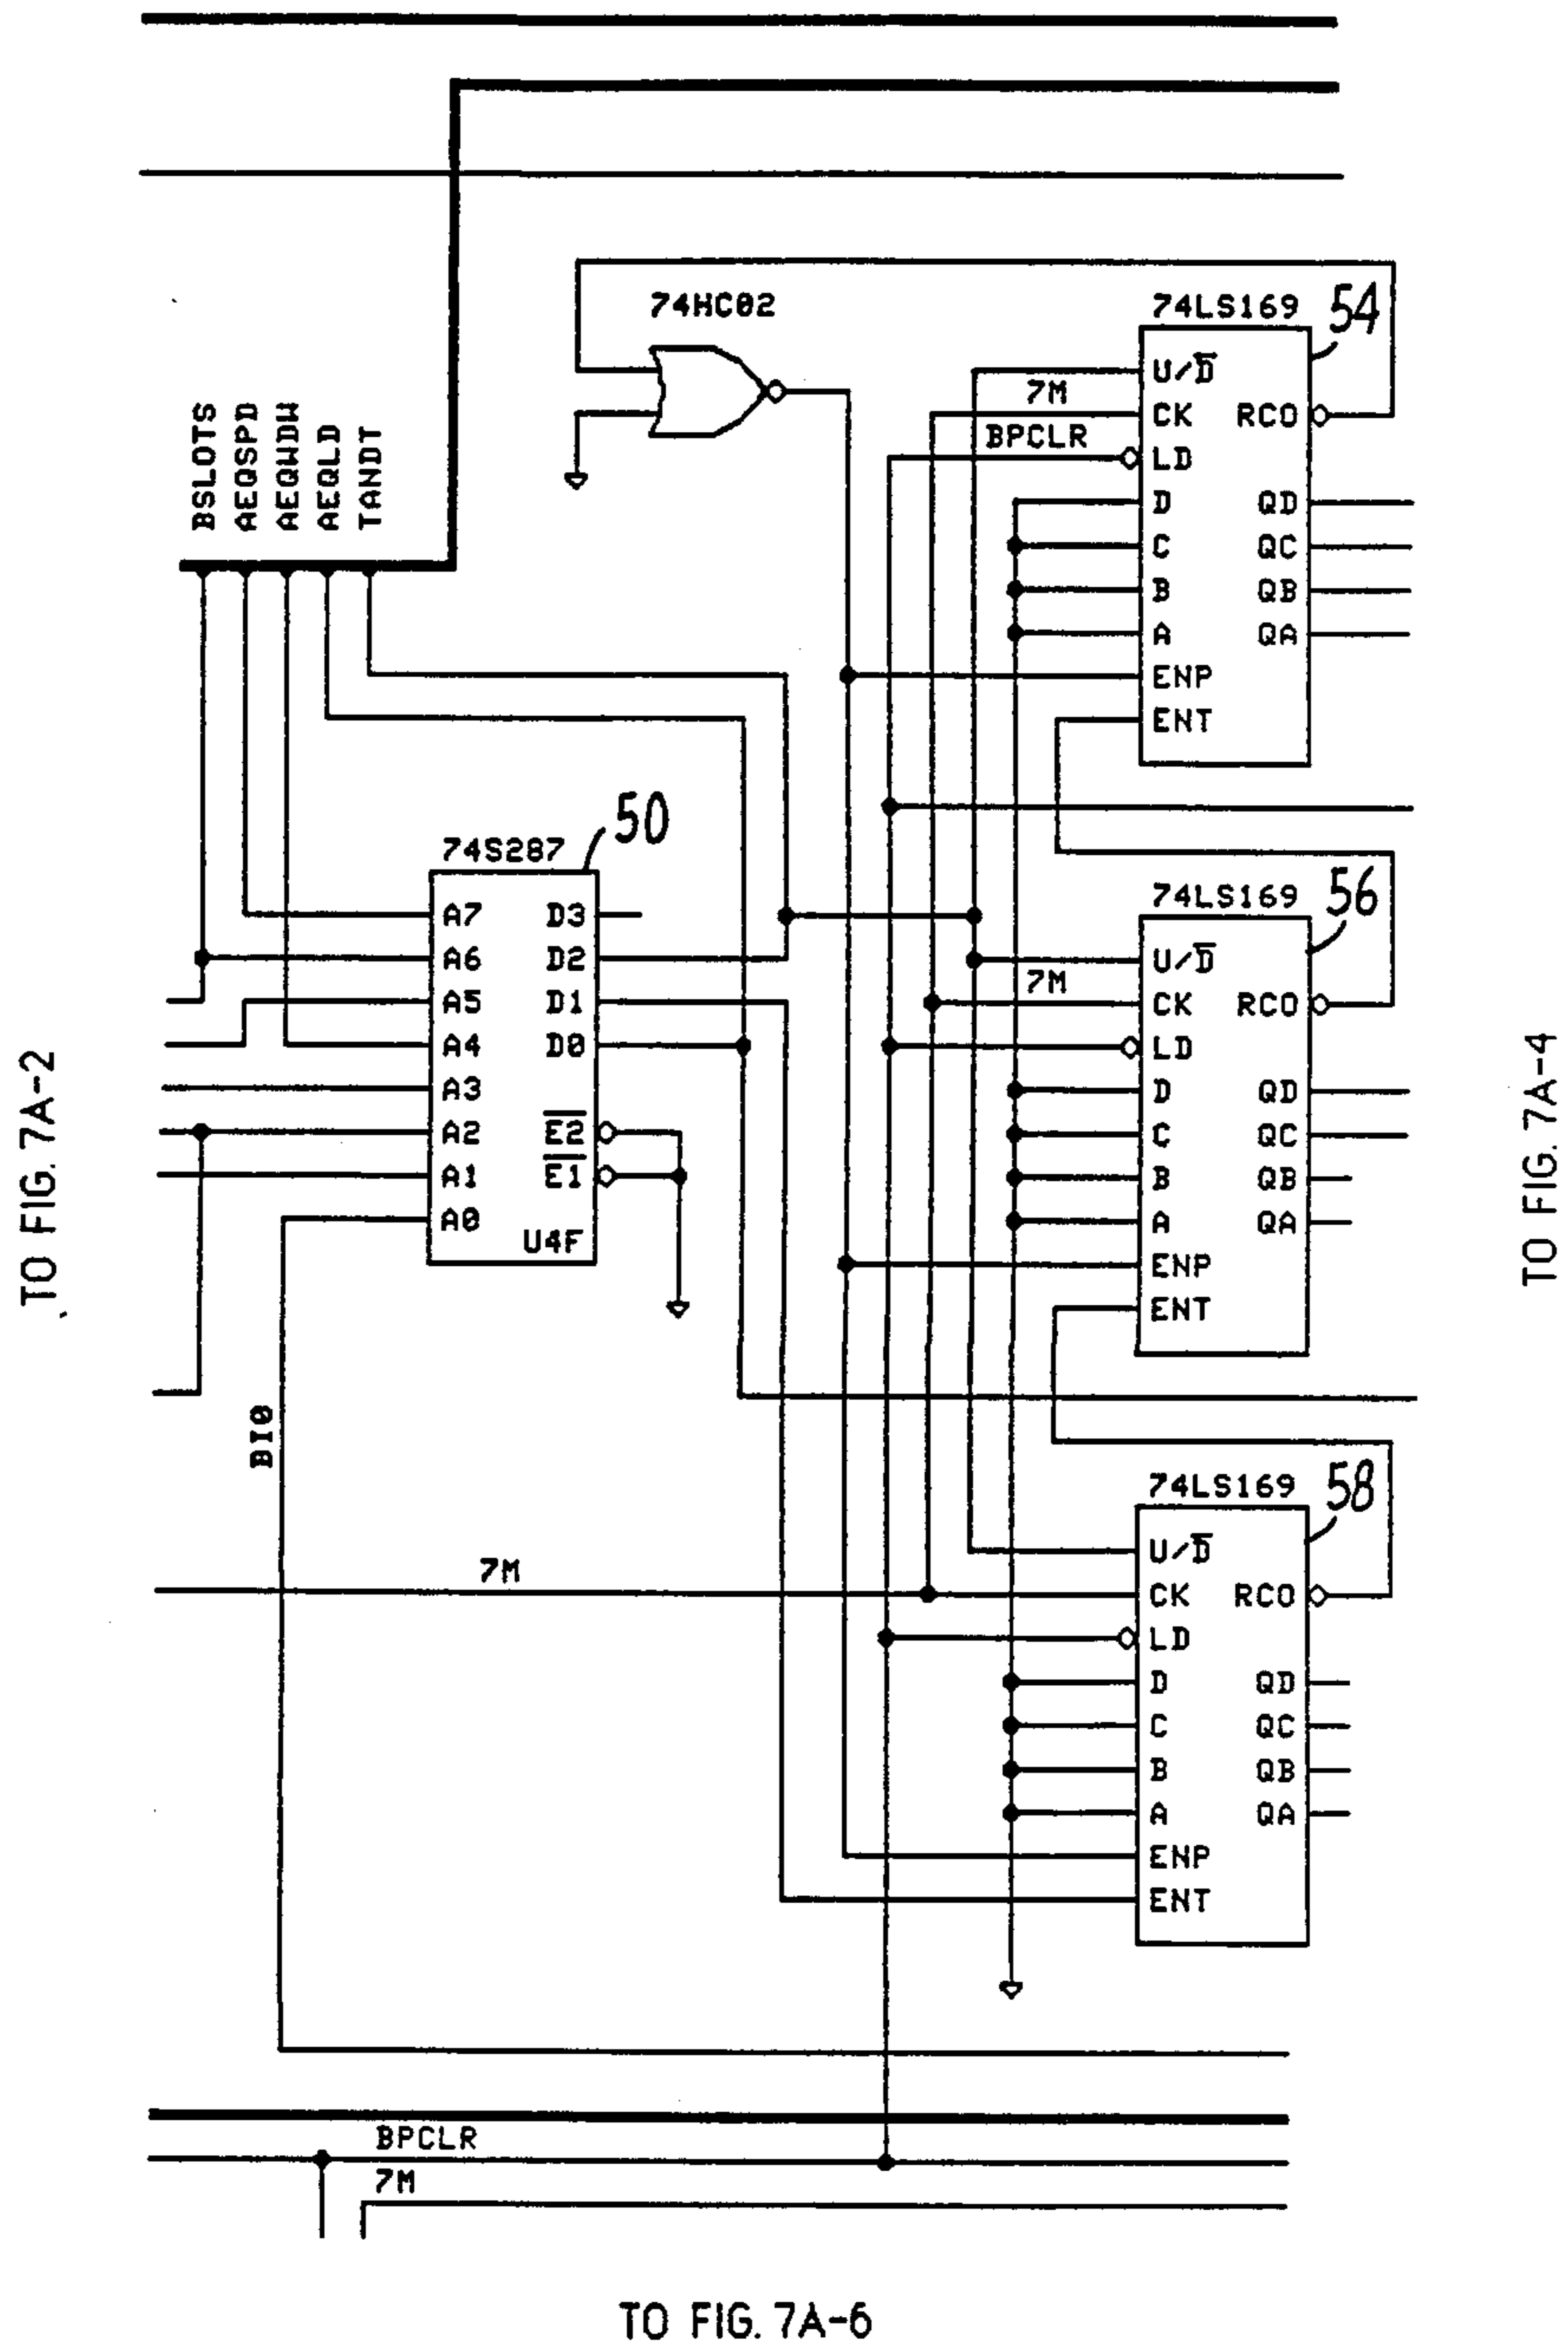 74HC02
74LS169
54
U/D̅
CK RCO
LD
D QD
C QC
B QB
A QA
ENP
ENT
7M
BPCLR
BSLOTS
AEQSPD
AEQWDW
AEQLD
TANDT
74S287
50
A7 D3
A6 D2
A5 D1
A4 D0
A3
A2 E̅2̅
A1 E̅1̅
A0
U4F
74LS169
56
U/D̅
7M
CK RCO
LD
D QD
C QC
B QB
A QA
ENP
ENT
TO FIG. 7A-2
TO FIG. 7A-4
BI0
74LS169
58
U/D̅
7M
CK RCO
LD
D QD
C QC
B QB
A QA
ENP
ENT
BPCLR
7M
TO FIG. 7A-6